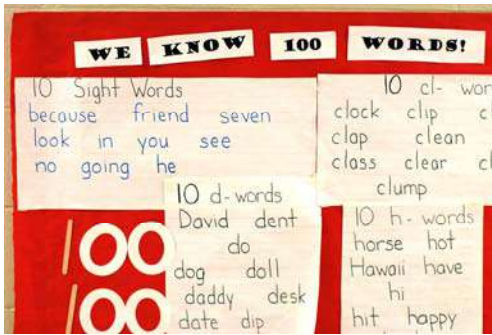 WE KNOW 100 WORDS!
10 Sight Words
because friend seven
look in you see
no going he
10 cl- wor
clock clip c
clap clean
class clear cl
clump
10 d-words
David dent
do
dog doll
daddy desk
date dip
10 h-words
horse hot
Hawaii have
hi
hit happy
100
100